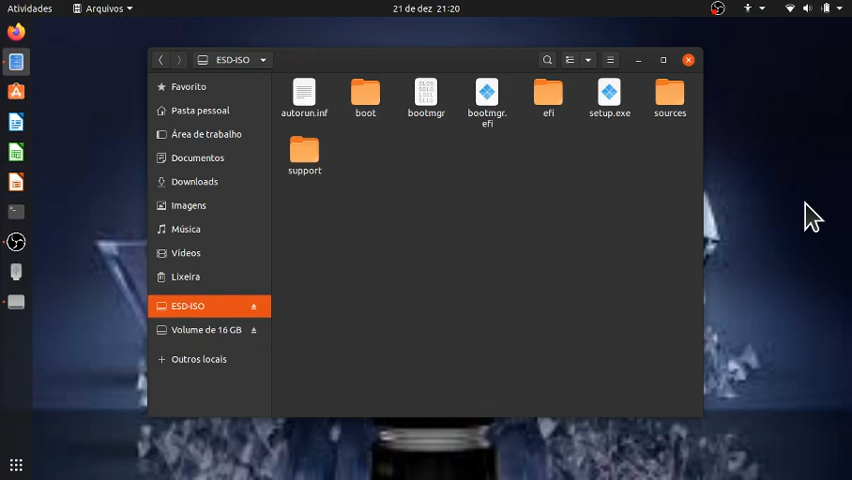 Atividades
Arquivos
21 de dez 21:20
ESD-ISO
Favorito
Pasta pessoal
Área de trabalho
Documentos
Downloads
Imagens
Música
Vídeos
Lixeira
ESD-ISO
Volume de 16 GB
Outros locais
autorun.inf
boot
bootmgr
bootmgr.
efi
efi
setup.exe
sources
support